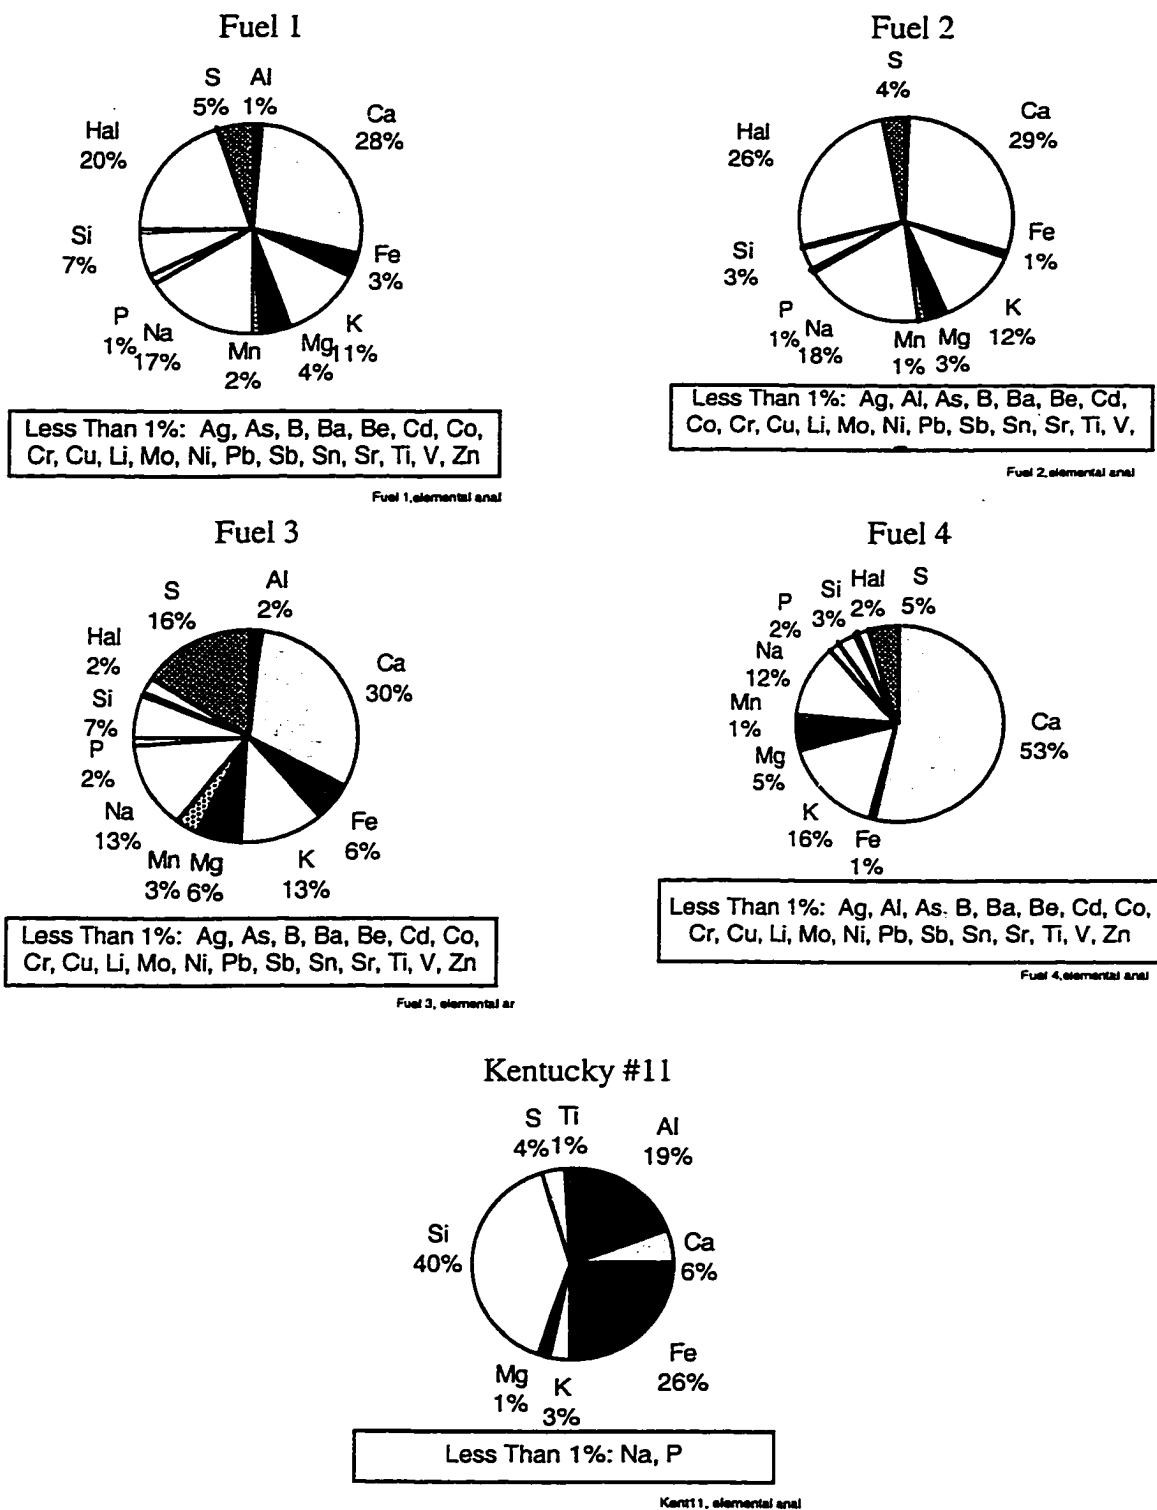 Fuel 1
S
5%
Al
1%
Ca
28%
Hal
20%
Fe
3%
Si
7%
K
11%
Mg
4%
P
1%
Na
17%
Mn
2%
Less Than 1%: Ag, As, B, Ba, Be, Cd, Co,
Cr, Cu, Li, Mo, Ni, Pb, Sb, Sn, Sr, Ti, V, Zn
Fuel 1,elemental anal
Fuel 2
S
4%
Ca
29%
Hal
26%
Fe
1%
Si
3%
K
12%
P
1%
Na
18%
Mn
1%
Mg
3%
Less Than 1%: Ag, Al, As, B, Ba, Be, Cd,
Co, Cr, Cu, Li, Mo, Ni, Pb, Sb, Sn, Sr, Ti, V,
Fuel 2,elemental anal
Fuel 3
S
16%
Al
2%
Hal
2%
Ca
30%
Si
7%
P
2%
Na
13%
Fe
6%
Mn
3%
Mg
6%
K
13%
Less Than 1%: Ag, As, B, Ba, Be, Cd, Co,
Cr, Cu, Li, Mo, Ni, Pb, Sb, Sn, Sr, Ti, V, Zn
Fuel 3, elemental ar
Fuel 4
P
2%
Si
3%
Hal
2%
S
5%
Na
12%
Mn
1%
Ca
53%
Mg
5%
K
16%
Fe
1%
Less Than 1%: Ag, Al, As, B, Ba, Be, Cd, Co,
Cr, Cu, Li, Mo, Ni, Pb, Sb, Sn, Sr, Ti, V, Zn
Fuel 4,elemental anal
Kentucky #11
S
4%
Ti
1%
Al
19%
Si
40%
Ca
6%
Fe
26%
Mg
1%
K
3%
Less Than 1%: Na, P
Kent11, elemental anal